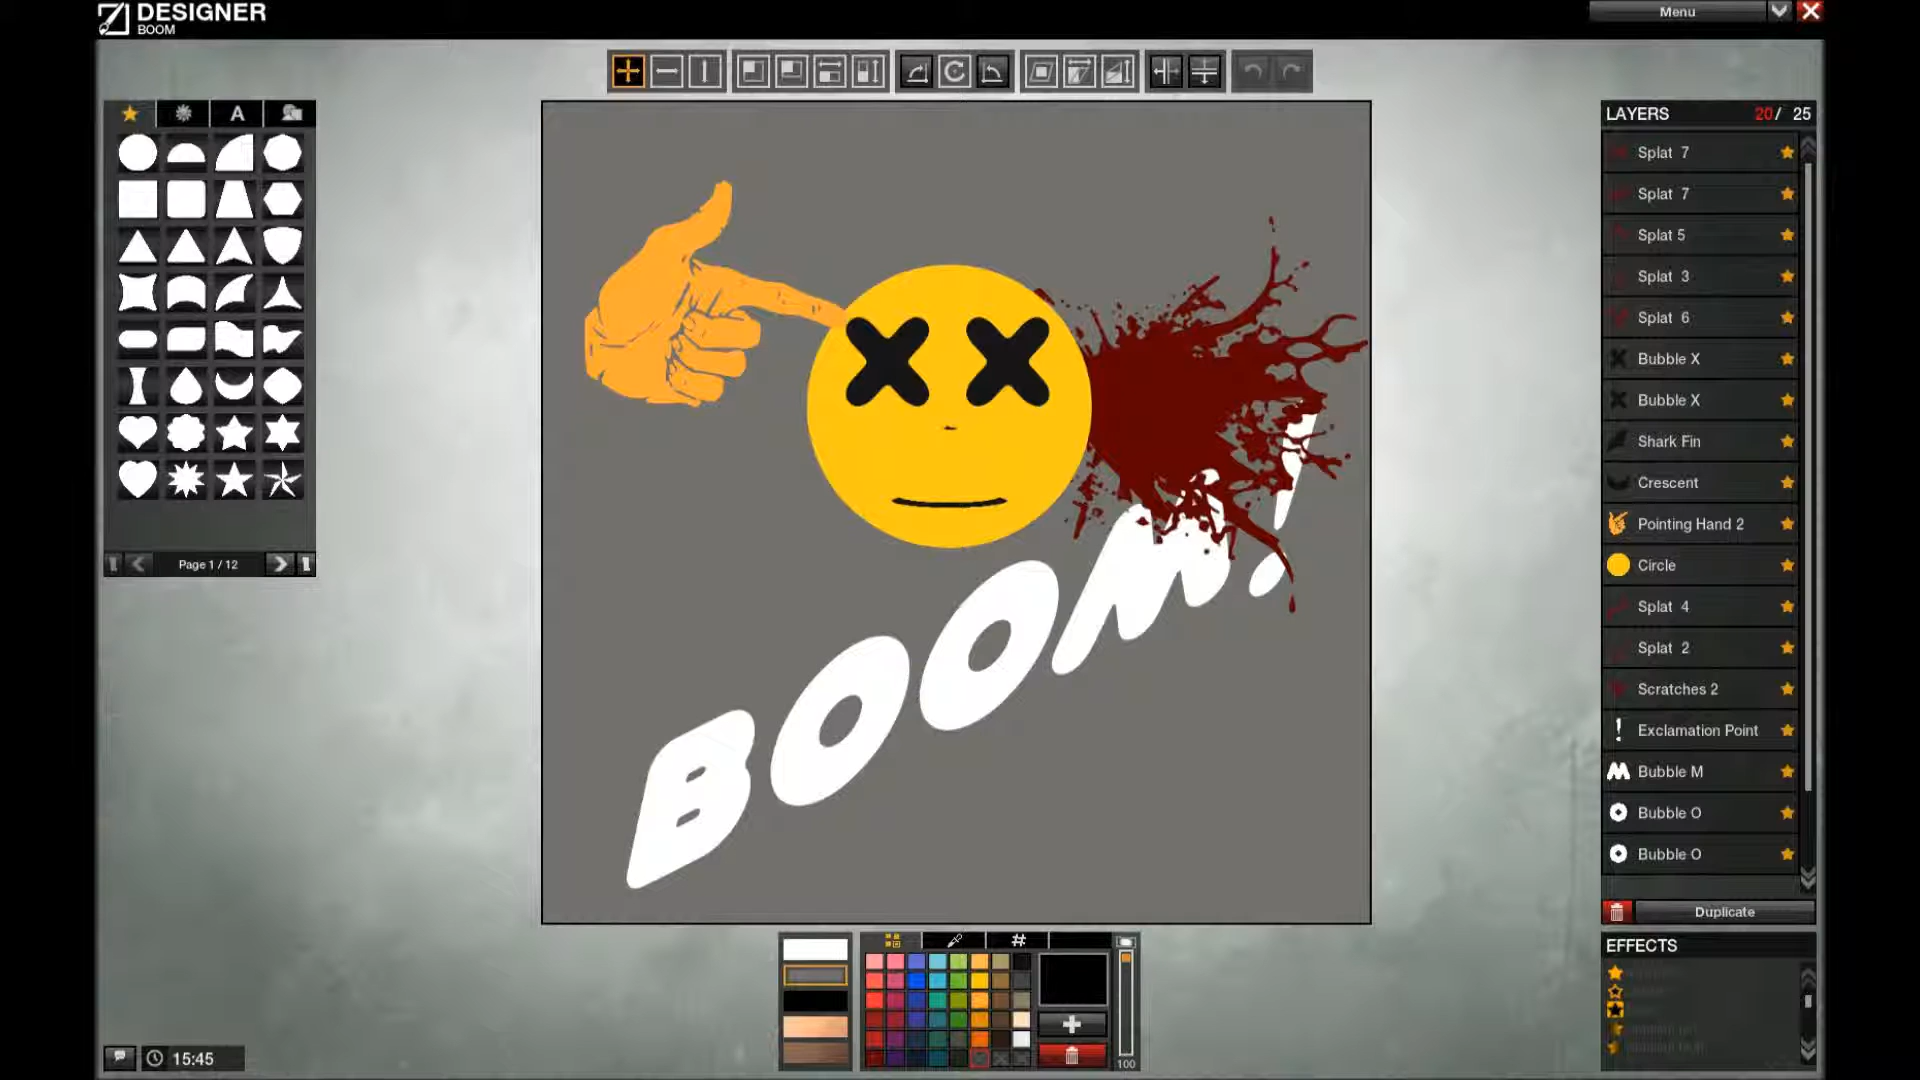 DESIGNER
BOOM
Menu
A
LAYERS 20/ 25
Splat 7
Splat 7
Splat 5
Splat 3
Splat 6
Bubble X
Bubble X
Shark Fin
Crescent
Pointing Hand 2
Circle
Splat 4
Splat 2
Scratches 2
Exclamation Point
Bubble M
Bubble O
Bubble O
Duplicate
EFFECTS
Page 1 / 12
BOOM!
#
100
15:45